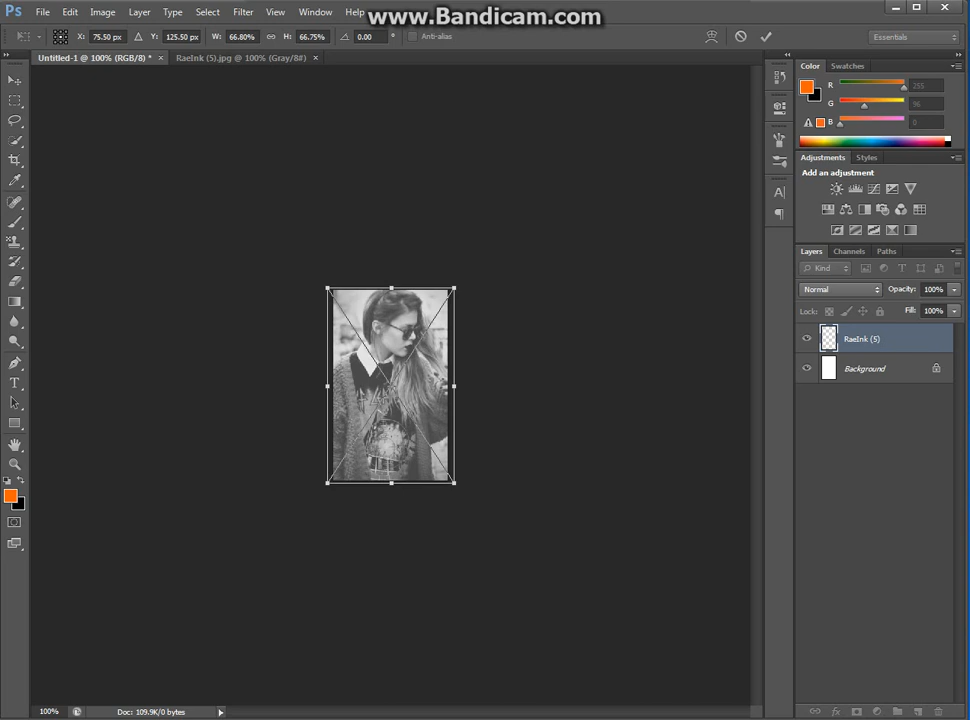 www.Bandicam.com
Ps File Edit Image Layer Type Select Filter View Window Help
X: 75.50 px Y: 125.50 px W: 66.80% H: 66.75% 0.00 ° Anti-alias Essentials
Untitled-1 @ 100% (RGB/8) * × RaeInk (5).jpg @ 100% (Gray/8#) ×
Color Swatches
R 255
G 96
B 0
Adjustments Styles
Add an adjustment
Layers Channels Paths
Kind
Normal Opacity: 100%
Lock: Fill: 100%
RaeInk (5)
Background
100% Doc: 109.9K/0 bytes